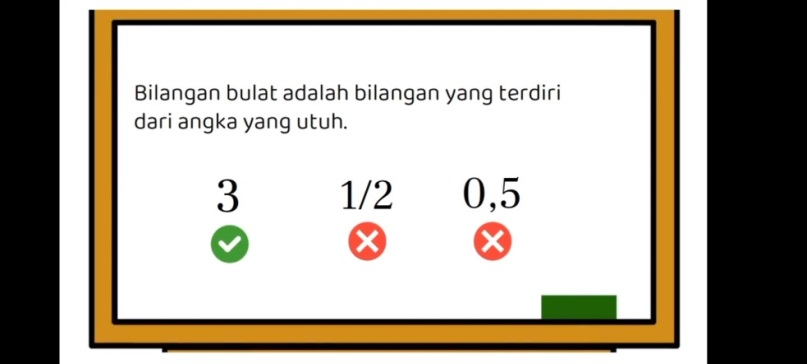 Bilangan bulat adalah bilangan yang terdiri
dari angka yang utuh.
3 1/2 0,5